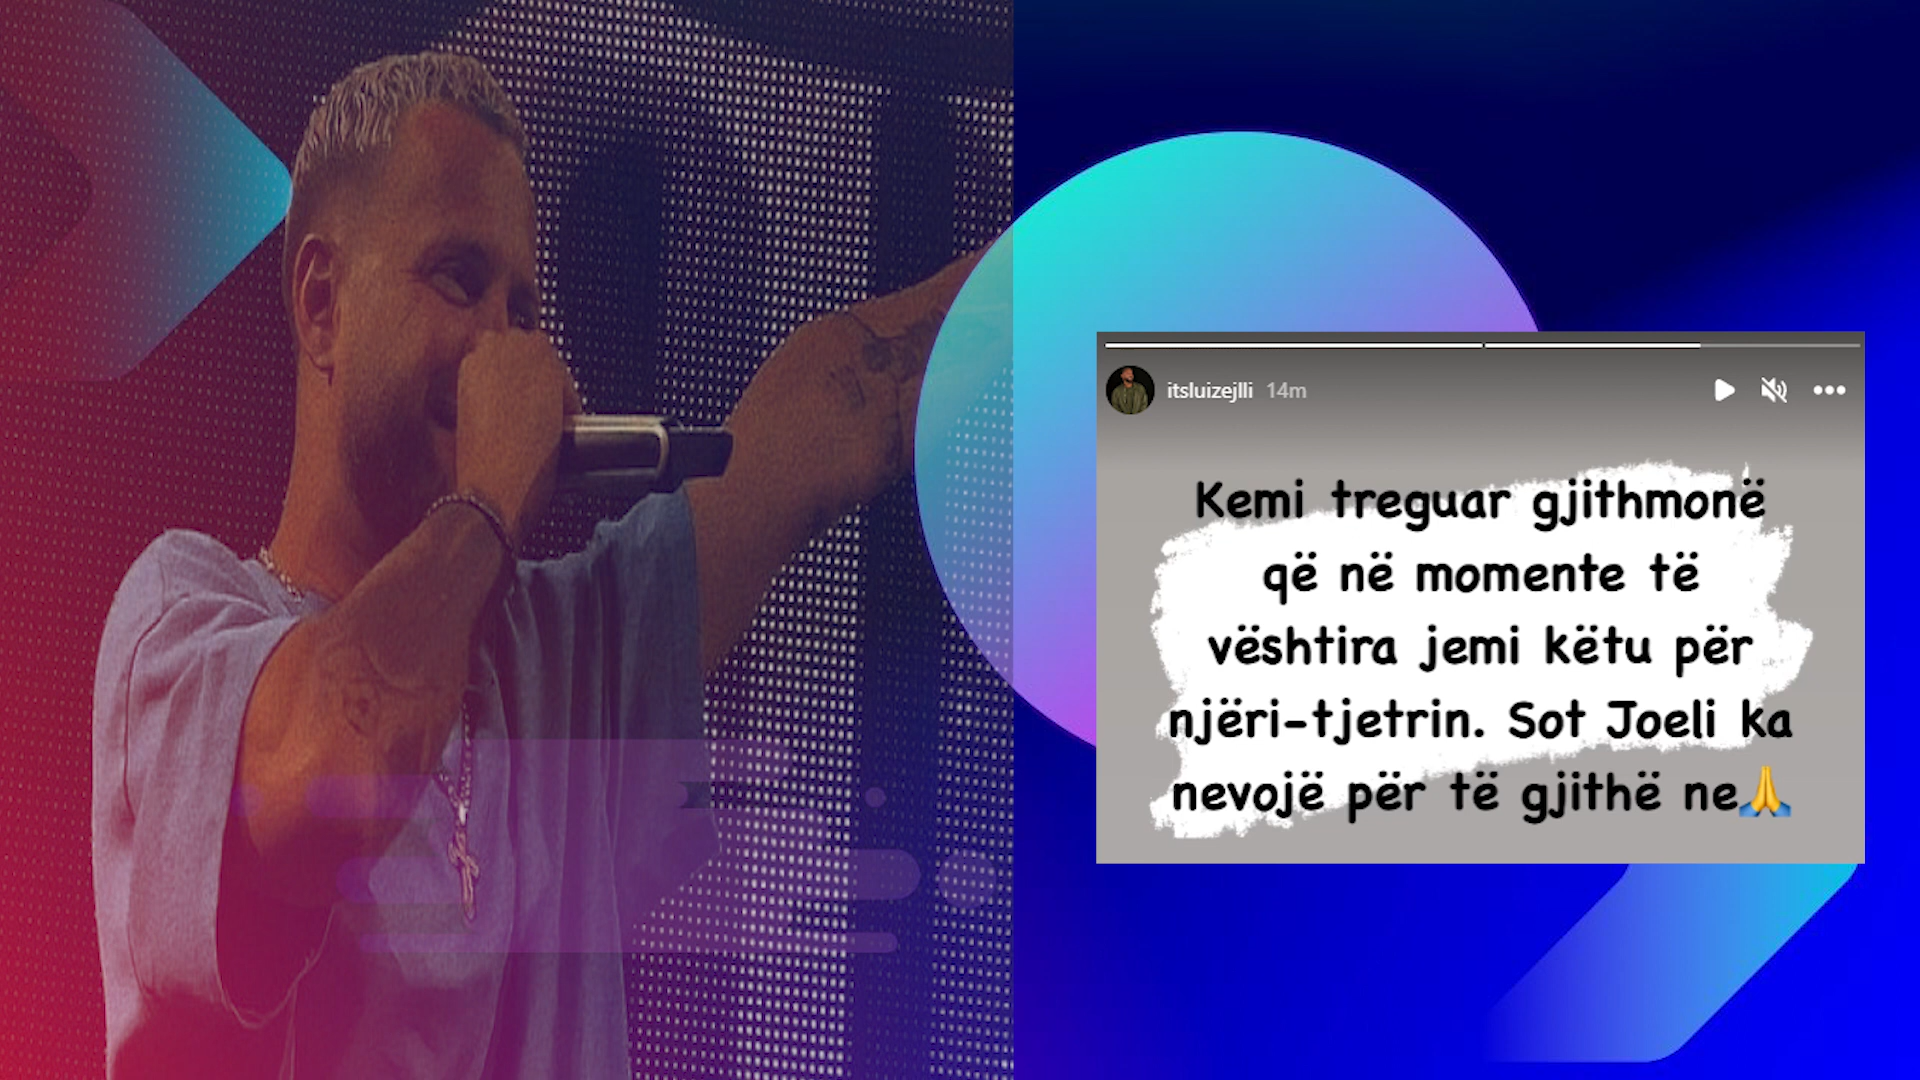 itsluizejlli 14m
Kemi treguar gjithmonë
që në momente të
vështira jemi këtu për
njëri-tjetrin. Sot Joeli ka
nevojë për të gjithë ne🙏